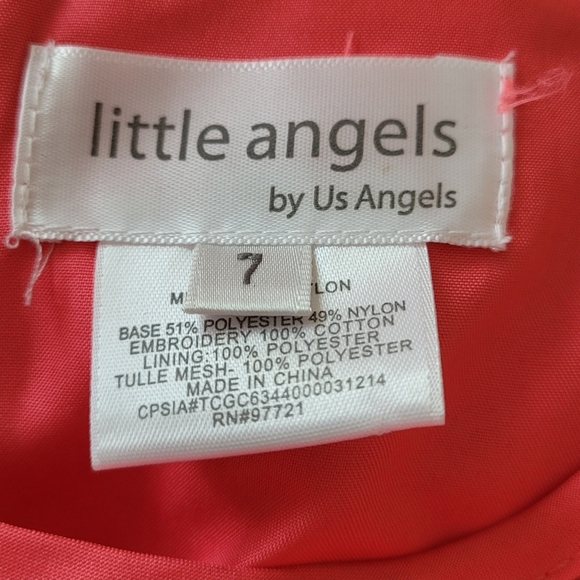 little angels
by Us Angels
7
BASE 51% POLYESTER 49% NYLON
EMBROIDERY 100% COTTON
LINING:100% POLYESTER
TULLE MESH- 100% POLYESTER
MADE IN CHINA
CPSIA#TCGC6344000031214
RN#97721